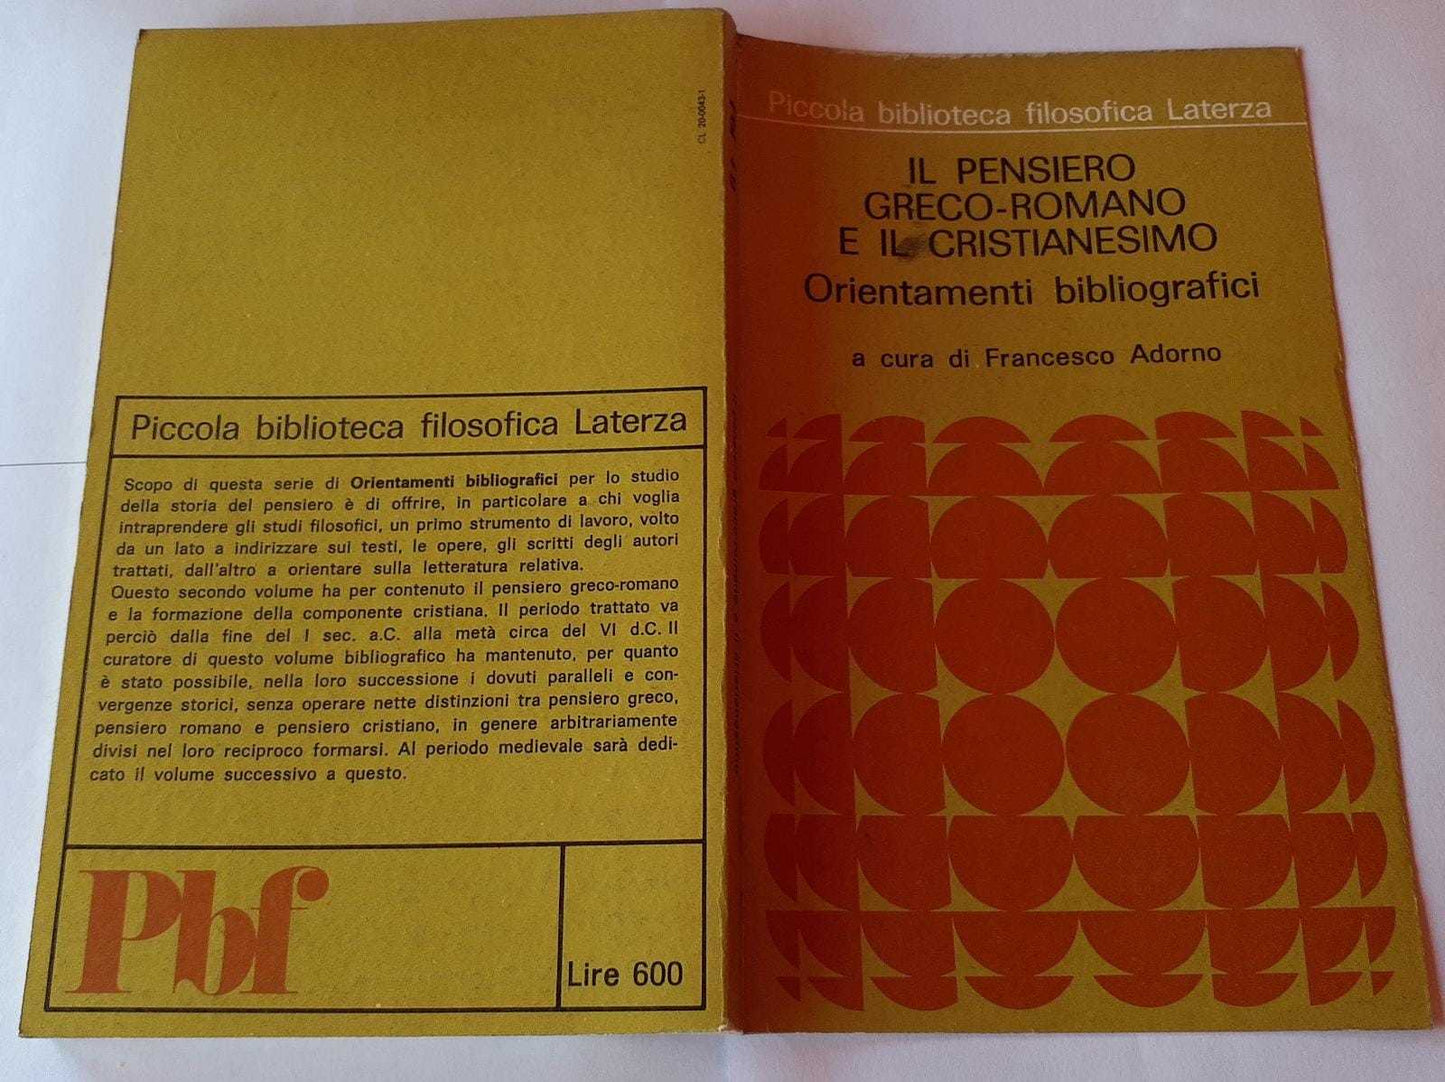 CL 20-0043-1
Piccola biblioteca filosofica Laterza
Scopo di questa serie di Orientamenti bibliografici per lo studio
della storia del pensiero è di offrire, in particolare a chi voglia
intraprendere gli studi filosofici, un primo strumento di lavoro, volto
da un lato a indirizzare sui testi, le opere, gli scritti degli autori
trattati, dall'altro a orientare sulla letteratura relativa.
Questo secondo volume ha per contenuto il pensiero greco-romano
e la formazione della componente cristiana. Il periodo trattato va
perciò dalla fine del I sec. a.C. alla metà circa del VI d.C. Il
curatore di questo volume bibliografico ha mantenuto, per quanto
è stato possibile, nella loro successione i dovuti paralleli e con-
vergenze storici, senza operare nette distinzioni tra pensiero greco,
pensiero romano e pensiero cristiano, in genere arbitrariamente
divisi nel loro reciproco formarsi. Al periodo medievale sarà dedi-
cato il volume successivo a questo.
Pbf
Lire 600
Piccola biblioteca filosofica Laterza
IL PENSIERO
GRECO-ROMANO
E IL CRISTIANESIMO
Orientamenti bibliografici
a cura di Francesco Adorno